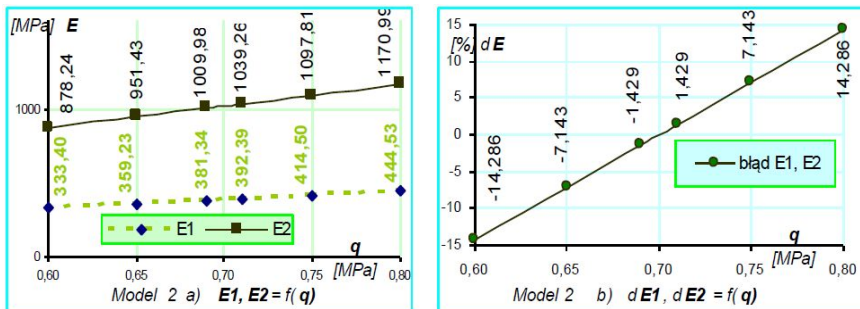 [MPa] E
878,24
951,43
1009,98
1039,26
1097,81
1170,99
1000
333,40
359,23
381,34
392,39
414,50
444,53
E1 E2
0
q
[MPa]
0,60 0,65 0,70 0,75 0,80
Model 2 a) E1, E2 = f( q)
15
[%] d E
10
5
0
-5
-10
-15
-14,286
-7,143
-1,429
1,429
7,143
14,286
błąd E1, E2
q
[MPa]
0,60 0,65 0,70 0,75 0,80
Model 2 b) d E1, d E2 = f( q)